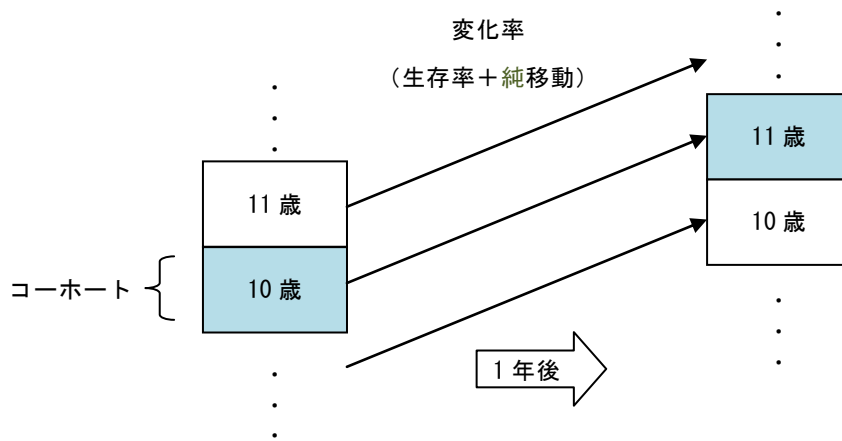 変化率
（生存率＋純移動）
11 歳
11 歳
10 歳
コーホート
10 歳
1 年後